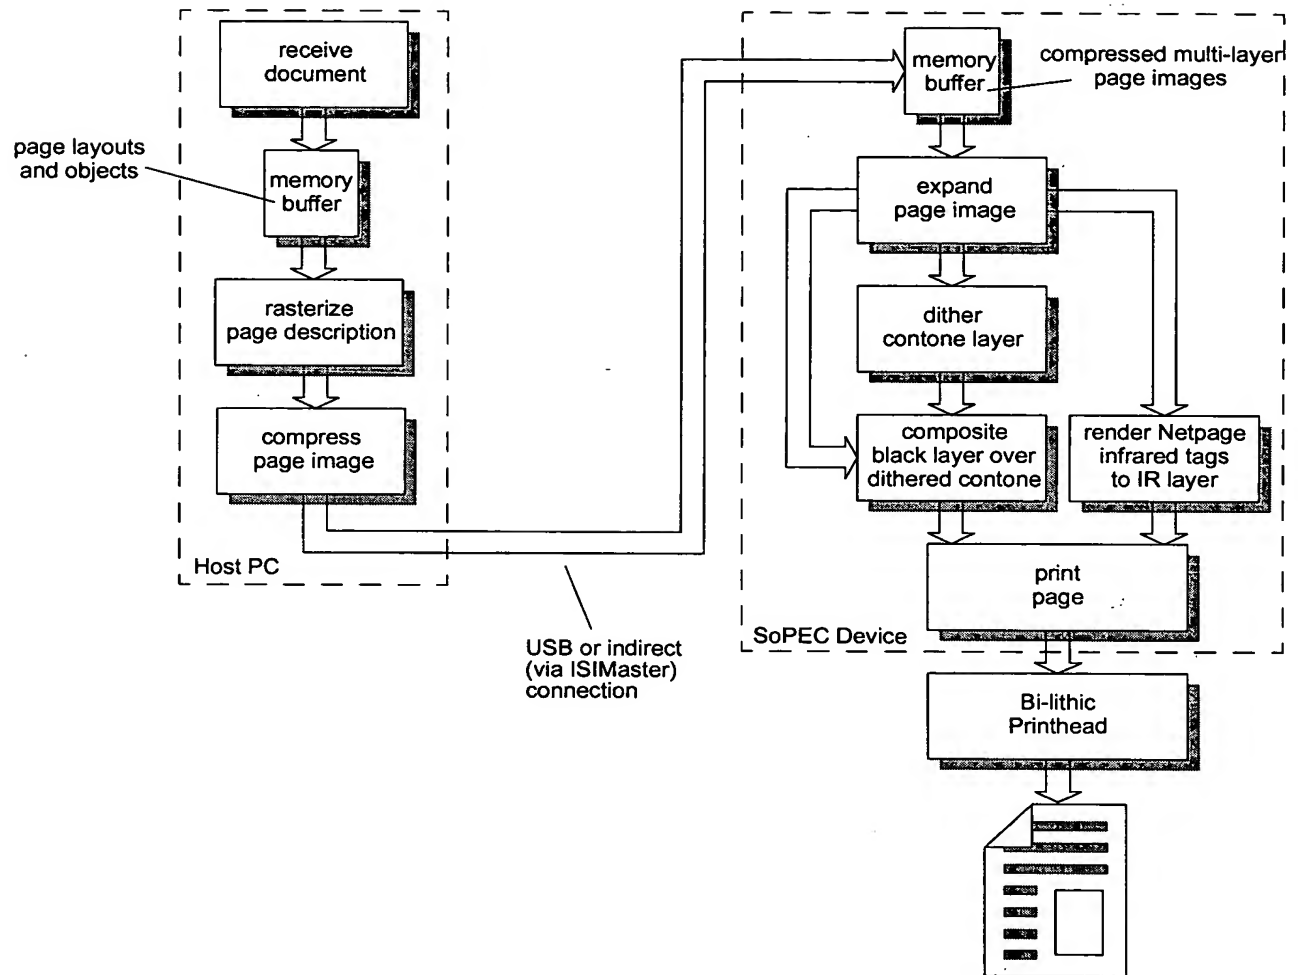 receive
document
page layouts
and objects
memory
buffer
rasterize
page description
compress
page image
Host PC
USB or indirect
(via ISIMaster)
connection
memory
buffer
compressed multi-layer
page images
expand
page image
dither
contone layer
composite
black layer over
dithered contone
render Netpage
infrared tags
to IR layer
print
page
SoPEC Device
Bi-lithic
Printhead